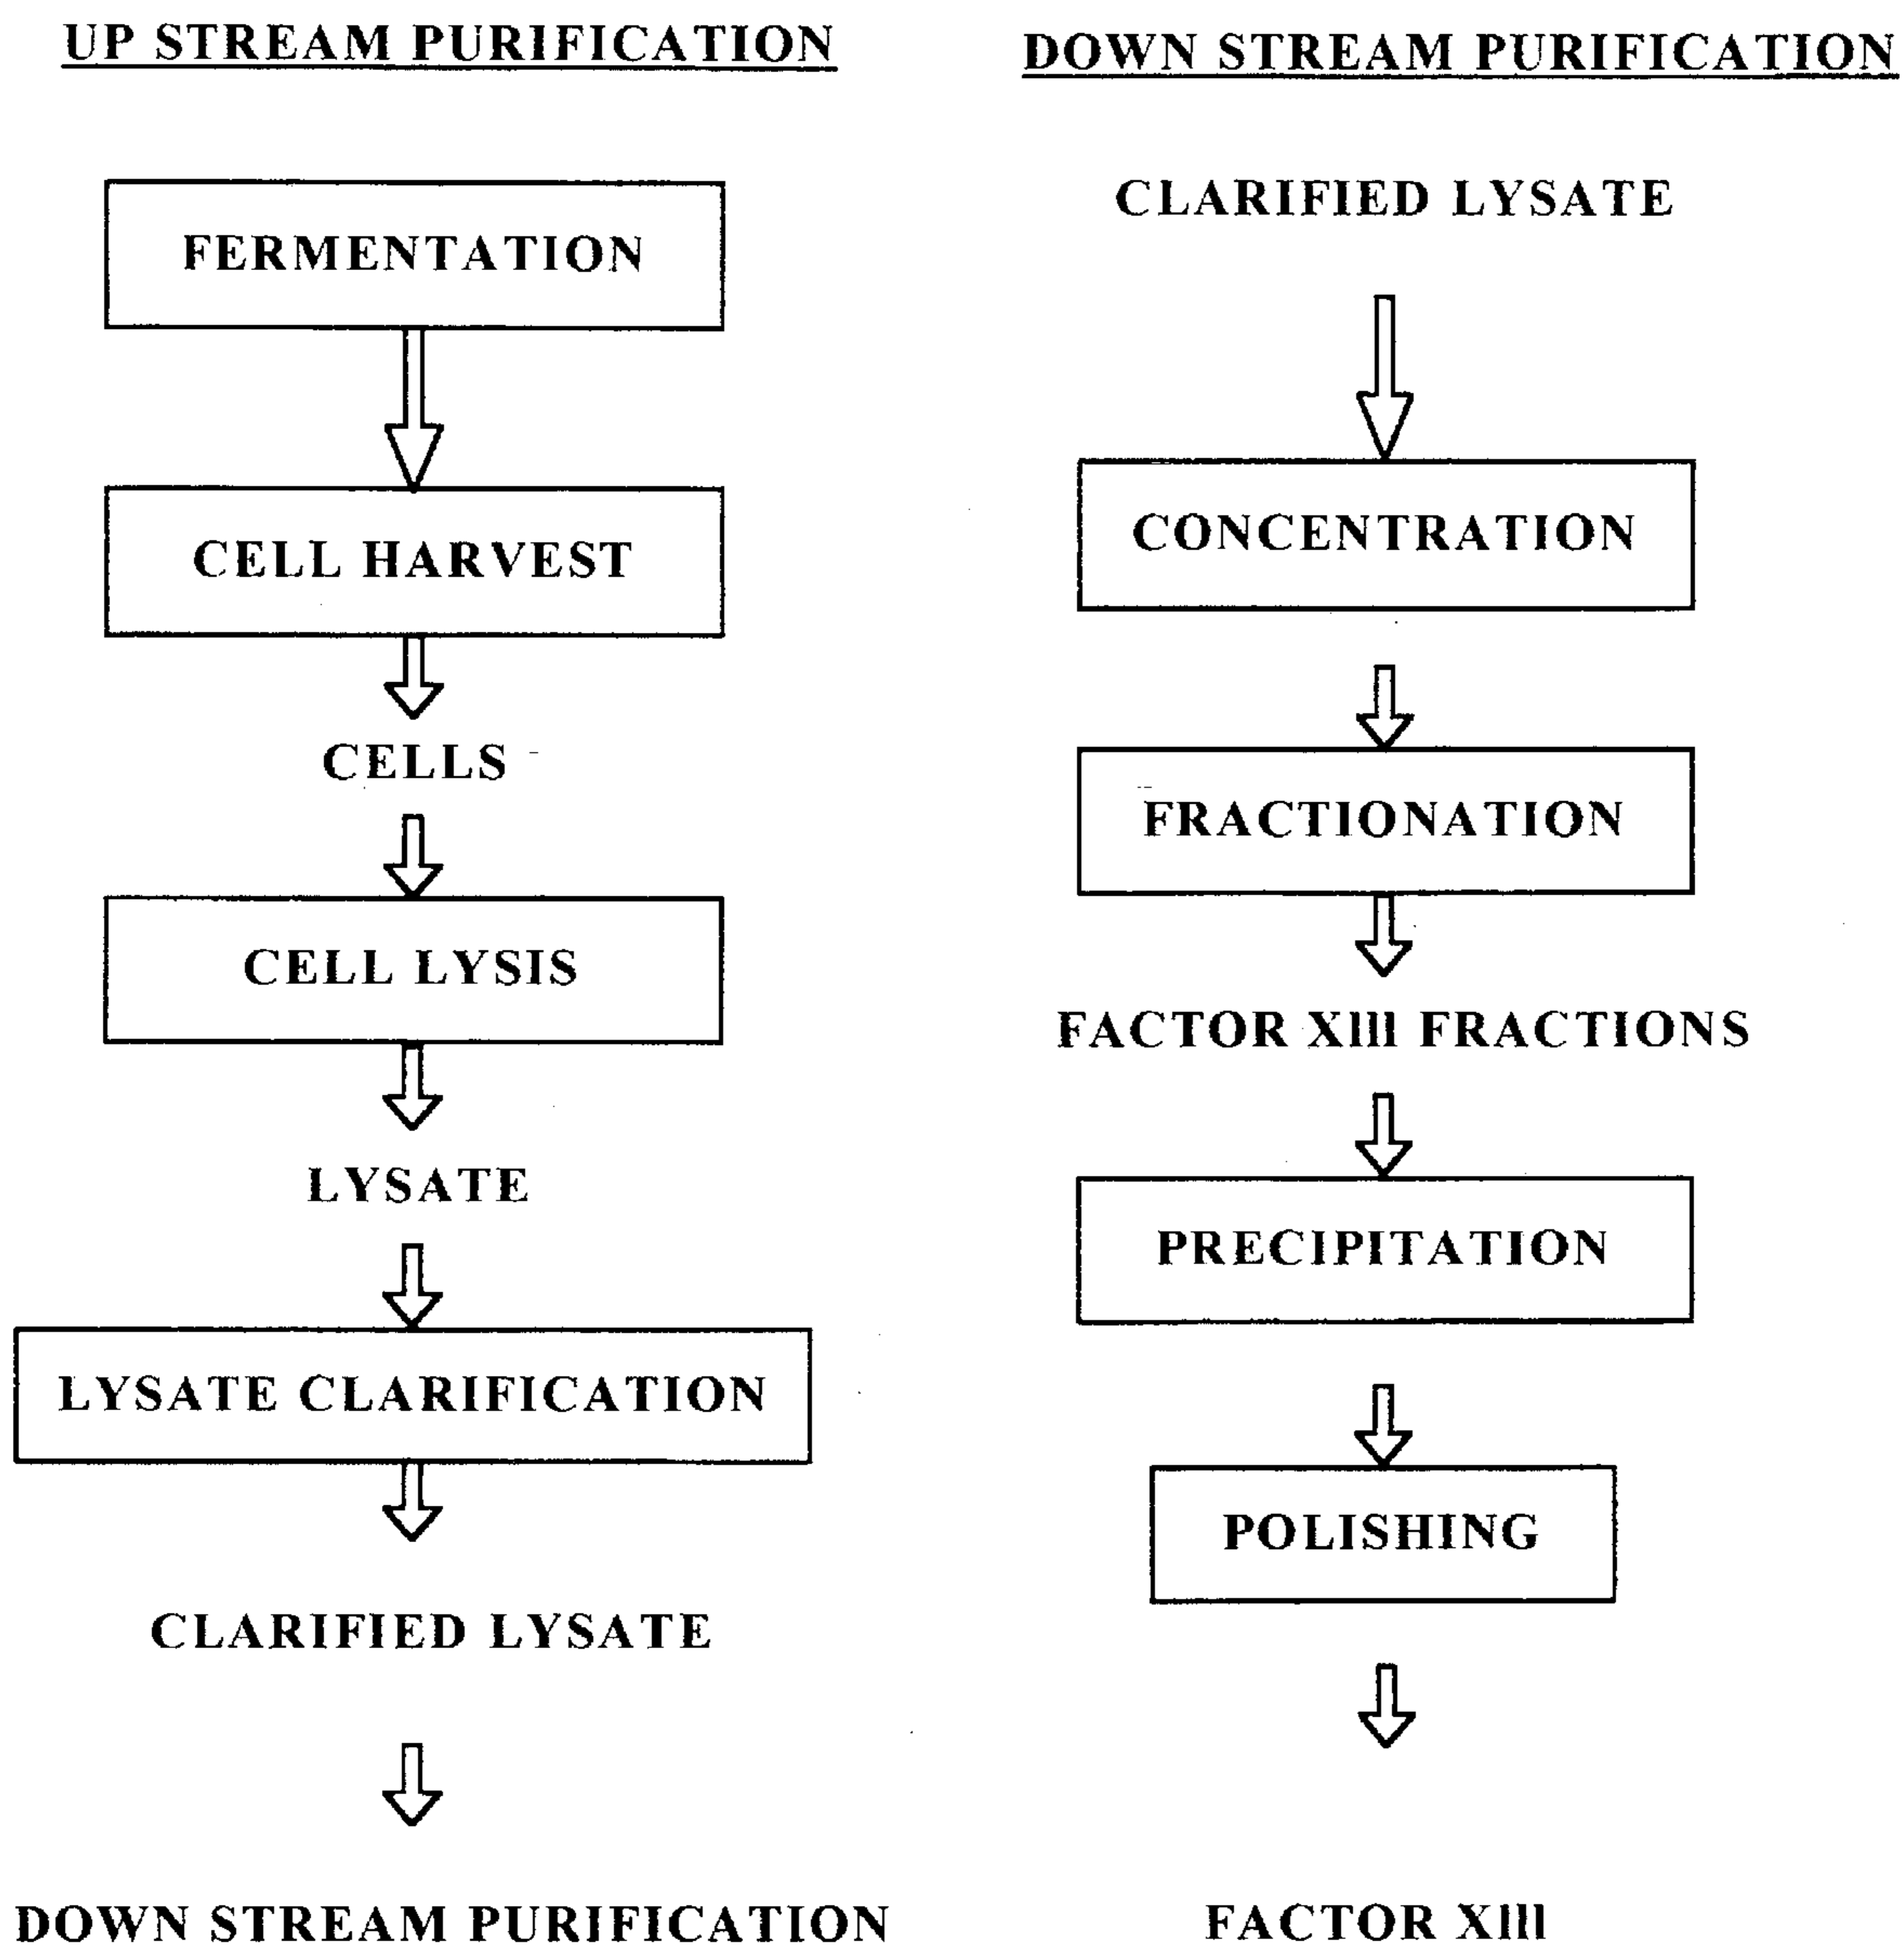 UP STREAM PURIFICATION
FERMENTATION
CELL HARVEST
CELLS
CELL LYSIS
LYSATE
LYSATE CLARIFICATION
CLARIFIED LYSATE
DOWN STREAM PURIFICATION
DOWN STREAM PURIFICATION
CLARIFIED LYSATE
CONCENTRATION
FRACTIONATION
FACTOR XIII FRACTIONS
PRECIPITATION
POLISHING
FACTOR XIII